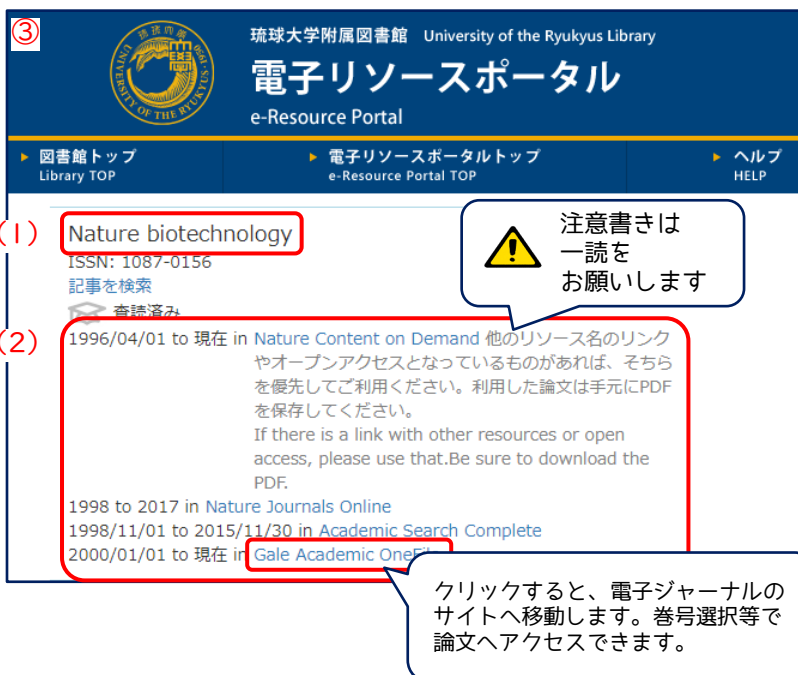 ③
琉球大学附属図書館 University of the Ryukyus Library
電子リソースポータル
e-Resource Portal
UNIVERSITY OF THE RYUKYUS 1950
図書館トップ
Library TOP
電子リソースポータルトップ
e-Resource Portal TOP
ヘルプ
HELP
(1)
Nature biotechnology
ISSN: 1087-0156
記事を検索
査読済み
注意書きは
一読を
お願いします
(2)
1996/04/01 to 現在 in Nature Content on Demand 他のリソース名のリンク
やオープンアクセスとなっているものがあれば、そちら
を優先してご利用ください。利用した論文は手元にPDF
を保存してください。
If there is a link with other resources or open
access, please use that.Be sure to download the
PDF.
1998 to 2017 in Nature Journals Online
1998/11/01 to 2015/11/30 in Academic Search Complete
2000/01/01 to 現在 in Gale Academic OneFile
クリックすると、電子ジャーナルの
サイトへ移動します。巻号選択等で
論文へアクセスできます。